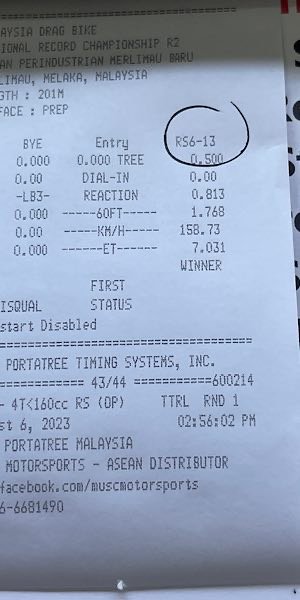 AYSIA DRAG BIKE
IONAL RECORD CHAMPIONSHIP R2
AN PERINDUSTRIAN MERLIMAU BARU
LIMAU, MELAKA, MALAYSIA
GTH : 201M
FACE : PREP
BYE Entry RS6-13
0.000 0.000 TREE 0.500
0.00 DIAL-IN 0.00
-LB3- REACTION 0.813
0.000 ------60FT----- 1.768
0.00 -----KM/H----- 158.73
0.000 ------ET----- 7.031
WINNER
FIRST
ISQUAL STATUS
start Disabled
PORTATREE TIMING SYSTEMS, INC.
============ 43/44 ===========600214
- 4T<160cc RS (OP) TTRL RND 1
st 6, 2023 02:56:02 PM
PORTATREE MALAYSIA
MOTORSPORTS - ASEAN DISTRIBUTOR
facebook.com/muscmotorsports
6-6681490